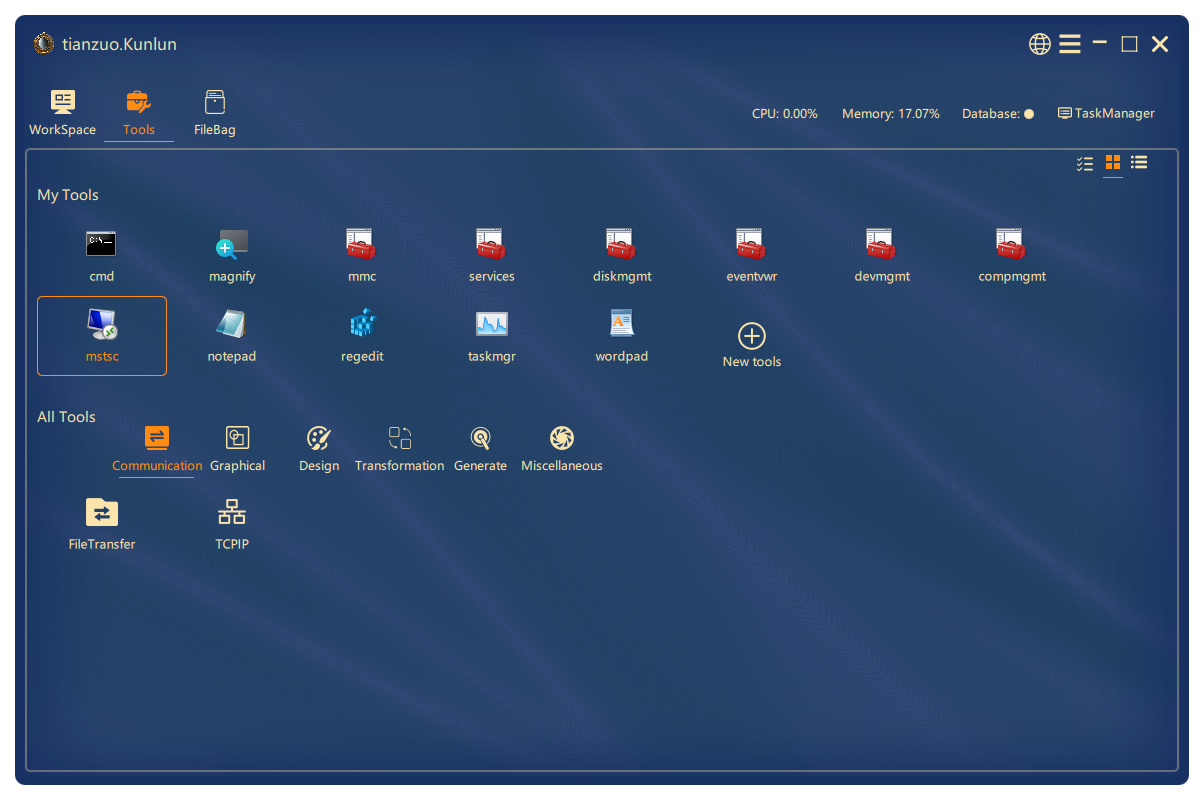 tianzuo.Kunlun
WorkSpace Tools FileBag
CPU: 0.00% Memory: 17.07% Database: TaskManager
My Tools
C:\_
cmd magnify mmc services diskmgmt eventvwr devmgmt compmgmt
mstsc notepad regedit taskmgr wordpad New tools
All Tools
Communication Graphical Design Transformation Generate Miscellaneous
FileTransfer TCPIP